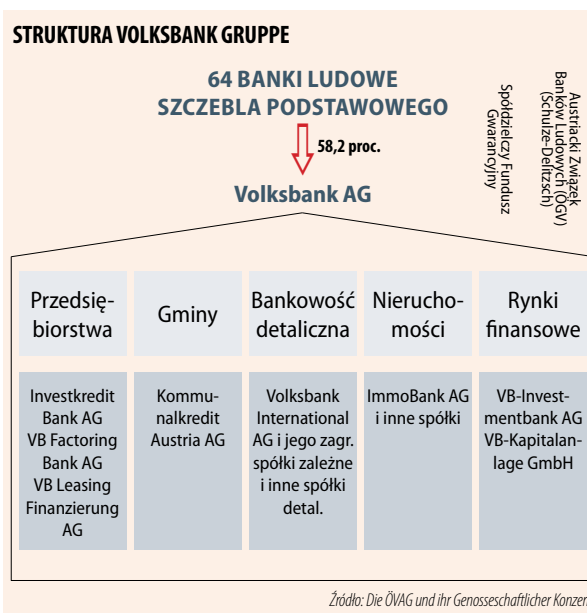 STRUKTURA VOLKSBANK GRUPPE
64 BANKI LUDOWE
SZCZEBLA PODSTAWOWEGO
58,2 proc.
Volksbank AG
Spółdzielczy Fundusz
Gwarancyjny
Austriacki Związek
Banków Ludowych (ÖGV)
(Schulze-Delitzsch)
Przedsię-
biorstwa
Gminy
Bankowość
detaliczna
Nierucho-
mości
Rynki
finansowe
Investkredit
Bank AG
VB Factoring
Bank AG
VB Leasing
Finanzierung
AG
Kommu-
nalkredit
Austria AG
Volksbank
International
AG i jego zagr.
spółki zależne
i inne spółki
detal.
ImmoBank AG
i inne spółki
VB-Invest-
mentbank AG
VB-Kapitalan-
lage GmbH
Źródło: Die ÖVAG und ihr Genosseschaftlicher Konzern